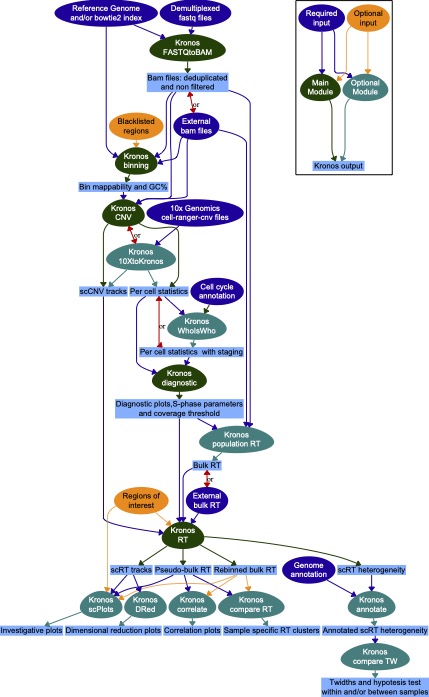 Reference Genome
and/or bowtie2 index
Demultiplexed
fastq files
Required
input
Optional
input
Kronos
FASTQtoBAM
Bam files: deduplicated
and non filtered
Main
Module
Optional
Module
or
Blacklisted
regions
External
bam files
Kronos
binning
Kronos output
Bin mappability and GC%
Kronos
CNV
10x Genomics
cell-ranger-cnv files
or
Kronos
10XtoKronos
scCNV tracks
Per cell statistics
Cell cycle
annotation
or
Kronos
WhoIsWho
Per cell statistics with staging
Kronos
diagnostic
Diagnostic plots,S-phase parameters
and coverage threshold
Kronos
population RT
Bulk RT
or
Regions of
interest
External
bulk RT
Kronos
RT
scRT tracks
Pseudo-bulk RT
Rebinned bulk RT
Genome
annotation
scRT heterogeneity
Kronos
scPlots
Kronos
DRed
Kronos
correlate
Kronos
compare RT
Kronos
annotate
Investigative plots
Dimensional reduction plots
Correlation plots
Sample specific RT clusters
Annotated scRT heterogeneity
Kronos
compare TW
Twidths and hypotesis test
within and/or between samples